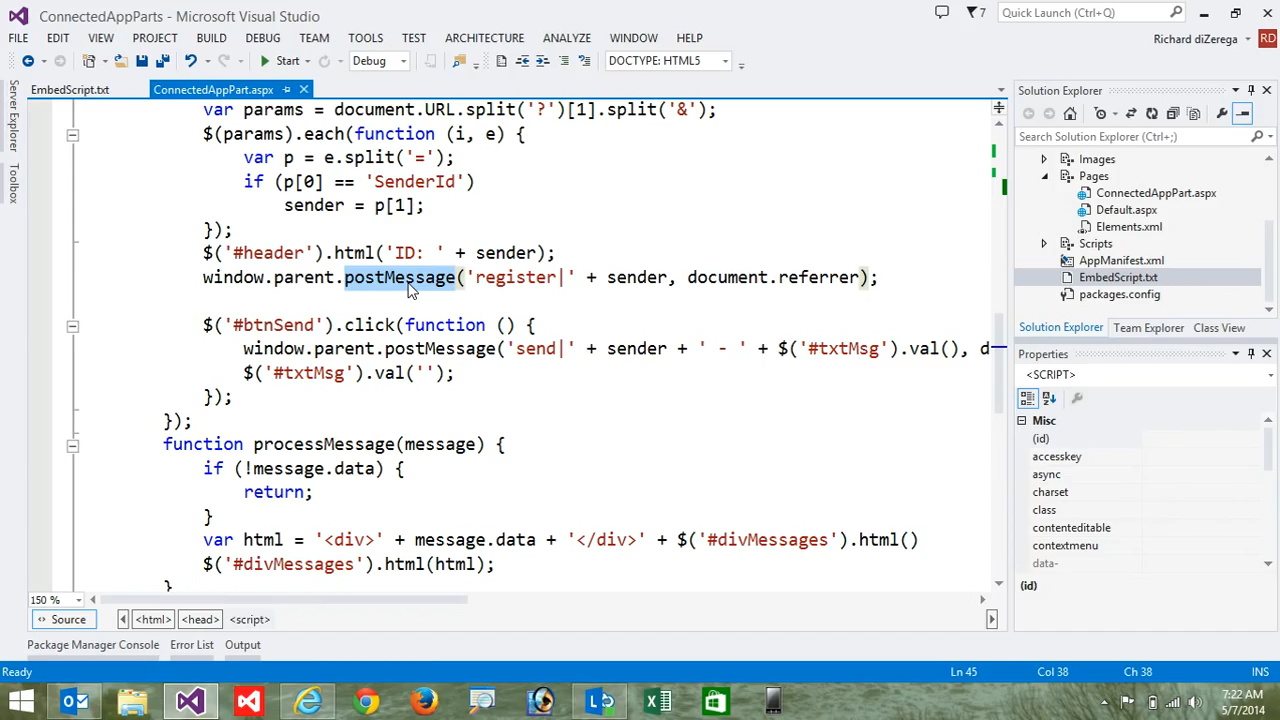 ConnectedAppParts - Microsoft Visual Studio
7
Quick Launch (Ctrl+Q)
FILE EDIT VIEW PROJECT BUILD DEBUG TEAM TOOLS TEST ARCHITECTURE ANALYZE WINDOW HELP
Richard diZerega
RD
Start
Debug
DOCTYPE: HTML5
Server Explorer
Toolbox
EmbedScript.txt
ConnectedAppPart.aspx
var params = document.URL.split('?')[1].split('&');
$(params).each(function (i, e) {
var p = e.split('=');
if (p[0] == 'SenderId')
sender = p[1];
});
$('#header').html('ID: ' + sender);
window.parent.postMessage('register|' + sender, document.referrer);
$('#btnSend').click(function () {
window.parent.postMessage('send|' + sender + ' - ' + $('#txtMsg').val(), d
$('#txtMsg').val('');
});
});
function processMessage(message) {
if (!message.data) {
return;
}
var html = '<div>' + message.data + '</div>' + $('#divMessages').html()
$('#divMessages').html(html);
}
150 %
Source
<html>
<head>
<script>
Package Manager Console
Error List
Output
Solution Explorer
Search Solution Explorer (Ctrl+;)
Images
Pages
ConnectedAppPart.aspx
Default.aspx
Elements.xml
Scripts
AppManifest.xml
EmbedScript.txt
packages.config
Solution Explorer
Team Explorer
Class View
Properties
<SCRIPT>
Misc
(id)
accesskey
async
charset
class
contenteditable
contextmenu
data-
(id)
Ready
Ln 45
Col 38
Ch 38
INS
7:22 AM
5/7/2014